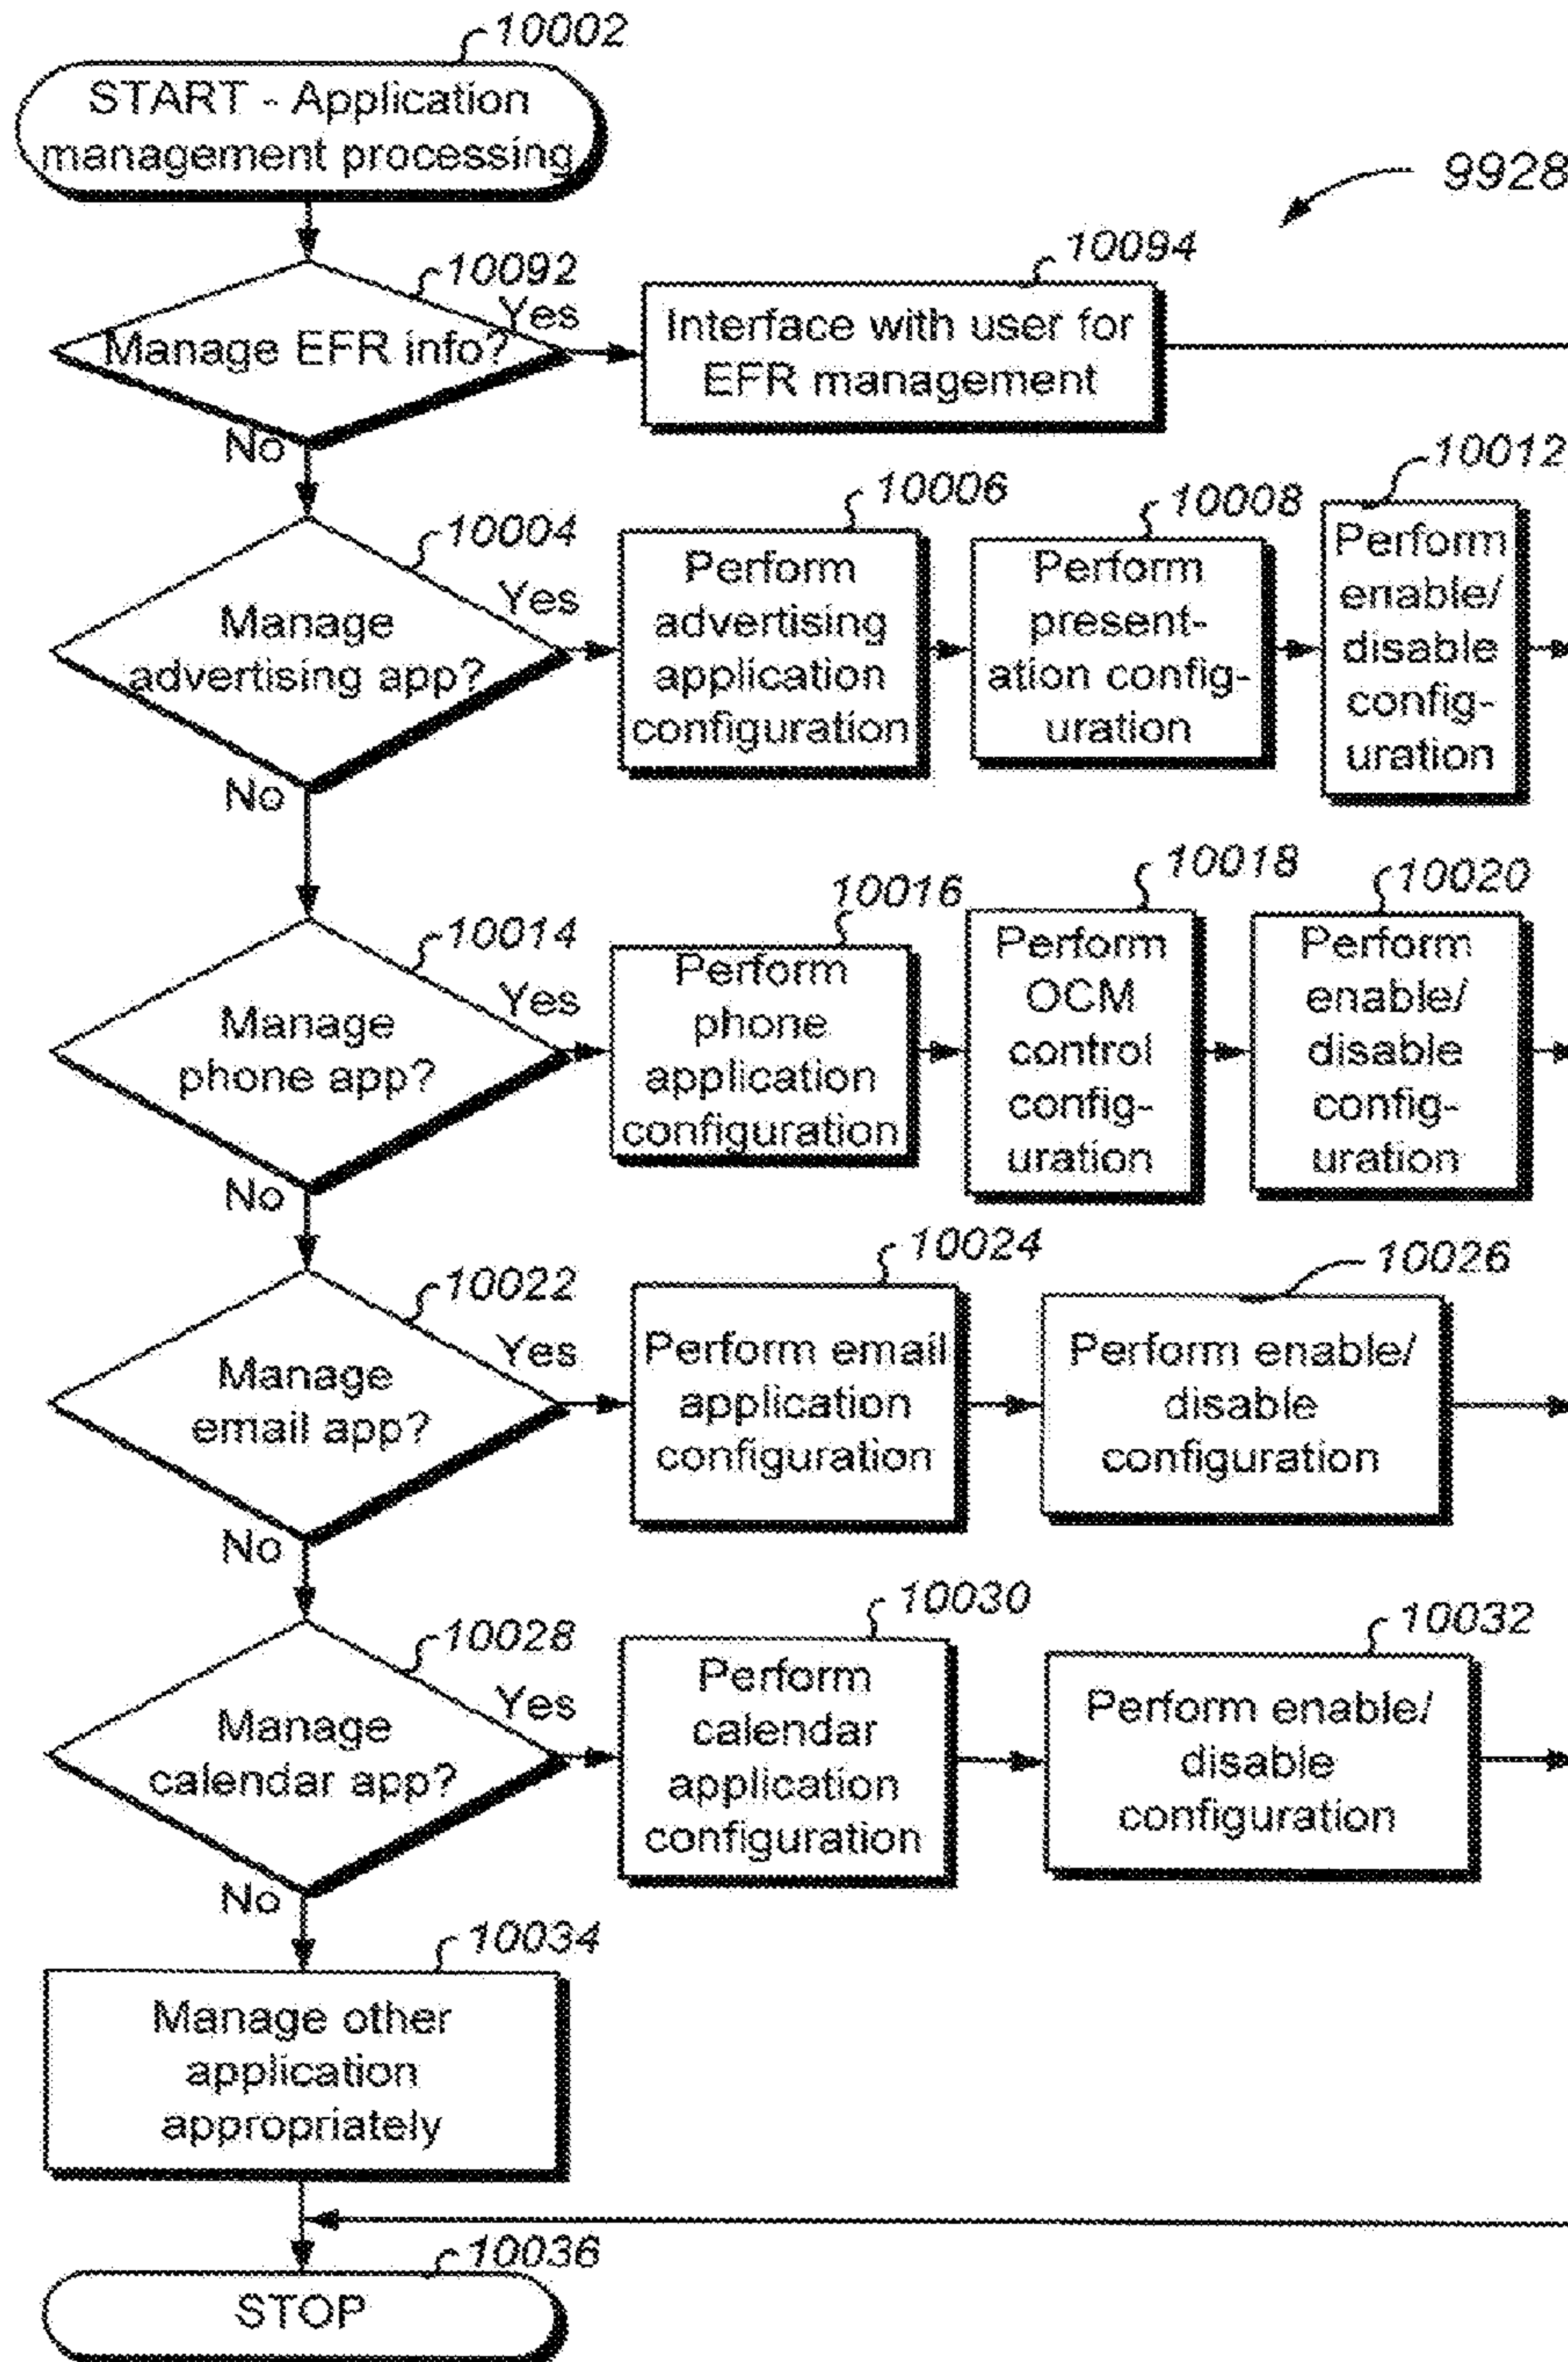 10002
START - Application
management processing
9928
10092
Manage EFR info?
Yes
No
10094
Interface with user for
EFR management
10004
Manage
advertising app?
Yes
No
10006
Perform
advertising
application
configuration
10008
Perform
present-
ation config-
uration
10012
Perform
enable/
disable
config-
uration
10014
Manage
phone app?
Yes
No
10016
Perform
phone
application
configuration
10018
Perform
OCM
control
config-
uration
10020
Perform
enable/
disable
config-
uration
10022
Manage
email app?
Yes
No
10024
Perform email
application
configuration
10026
Perform enable/
disable
configuration
10028
Manage
calendar app?
Yes
No
10030
Perform
calendar
application
configuration
10032
Perform enable/
disable
configuration
10034
Manage other
application
appropriately
10036
STOP